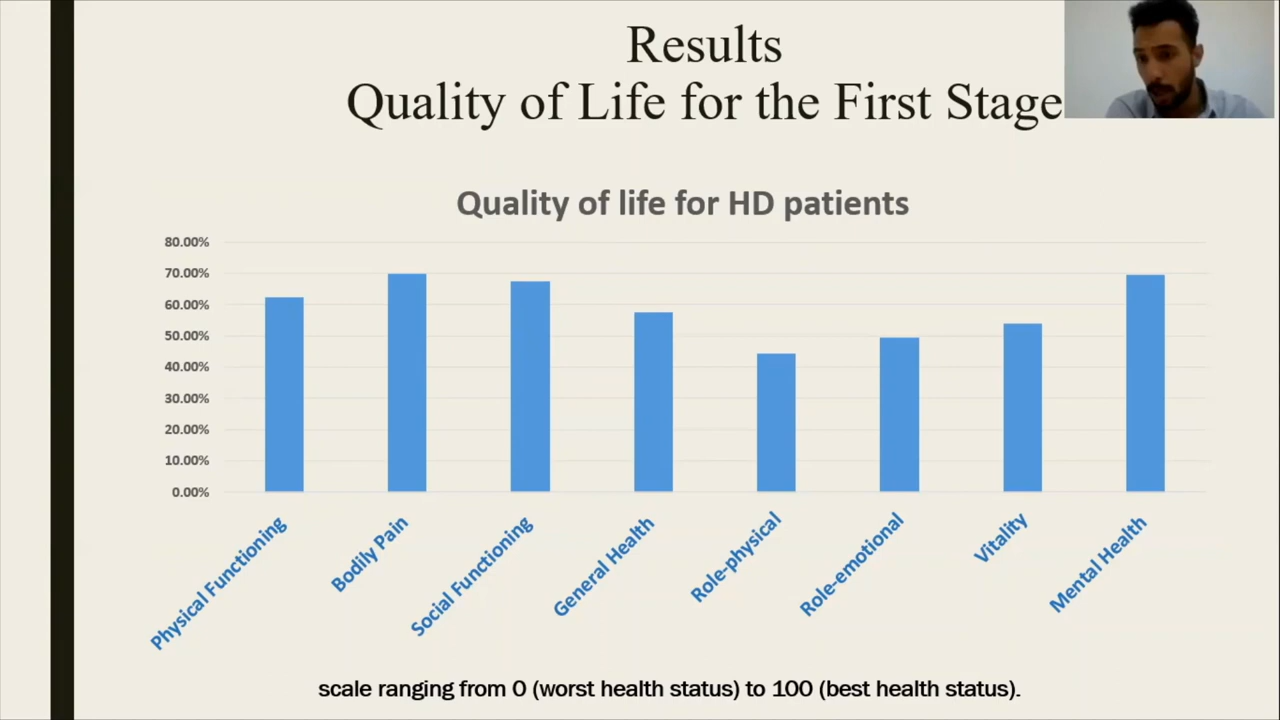 Results
Quality of Life for the First Stage
Quality of life for HD patients
80.00%
70.00%
60.00%
50.00%
40.00%
30.00%
20.00%
10.00%
0.00%
Physical Functioning
Bodily Pain
Social Functioning
General Health
Role-physical
Role-emotional
Vitality
Mental Health
scale ranging from 0 (worst health status) to 100 (best health status).